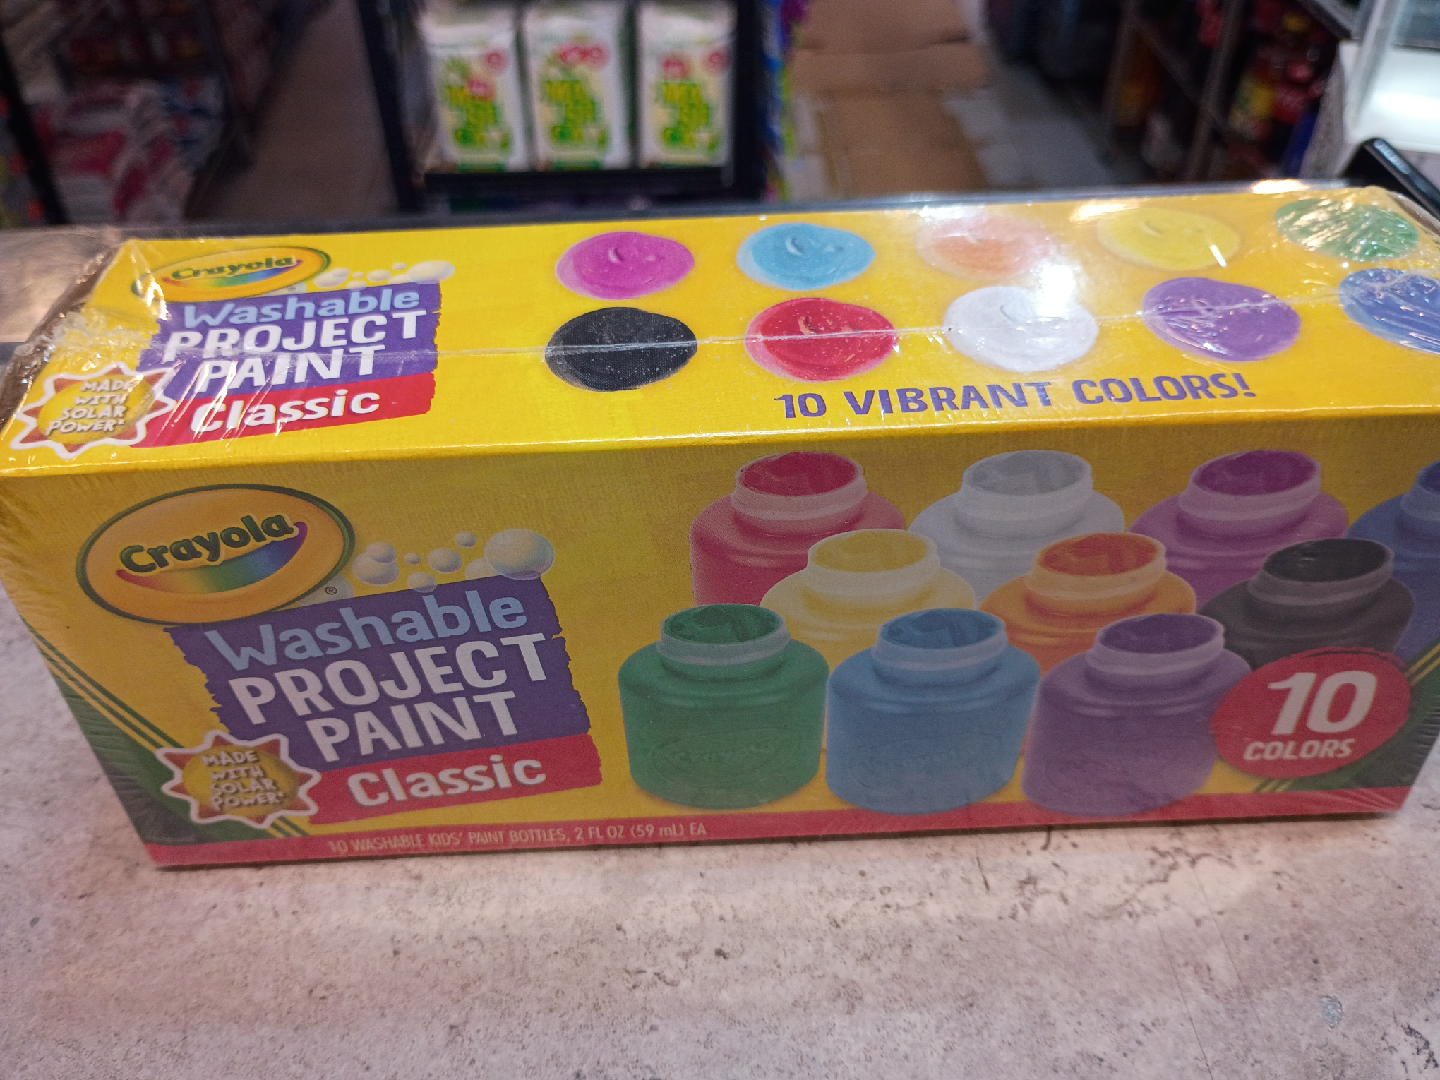 Crayola
Washable
PROJECT
PAINT
Classic
MADE
WITH
SOLAR
POWER*
10 VIBRANT COLORS!
Crayola®
Washable
PROJECT
PAINT
Classic
MADE
WITH
SOLAR
POWER*
10
COLORS
10 WASHABLE KIDS' PAINT BOTTLES, 2 FL OZ (59 mL) EA